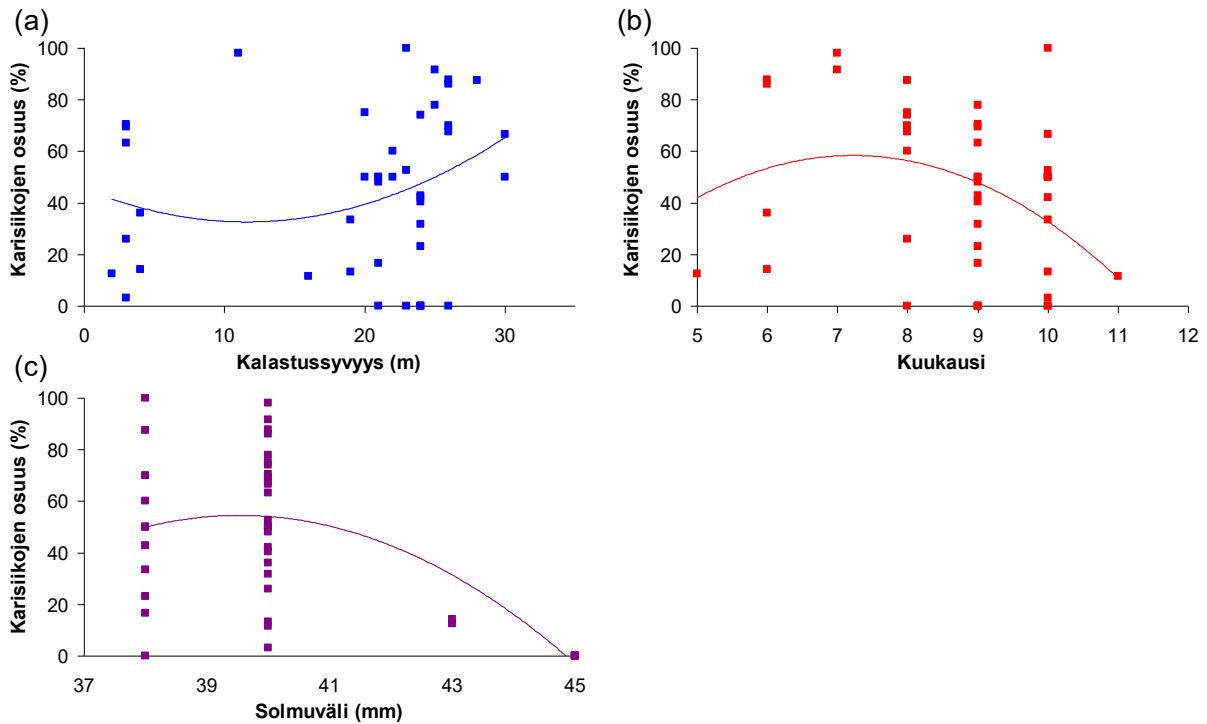 (a)
Karisiikojen osuus (%)
100
80
60
40
20
0
0 10 20 30
Kalastussyvyys (m)
(b)
Karisiikojen osuus (%)
100
80
60
40
20
0
5 6 7 8 9 10 11 12
Kuukausi
(c)
Karisiikojen osuus (%)
100
80
60
40
20
0
37 39 41 43 45
Solmuväli (mm)